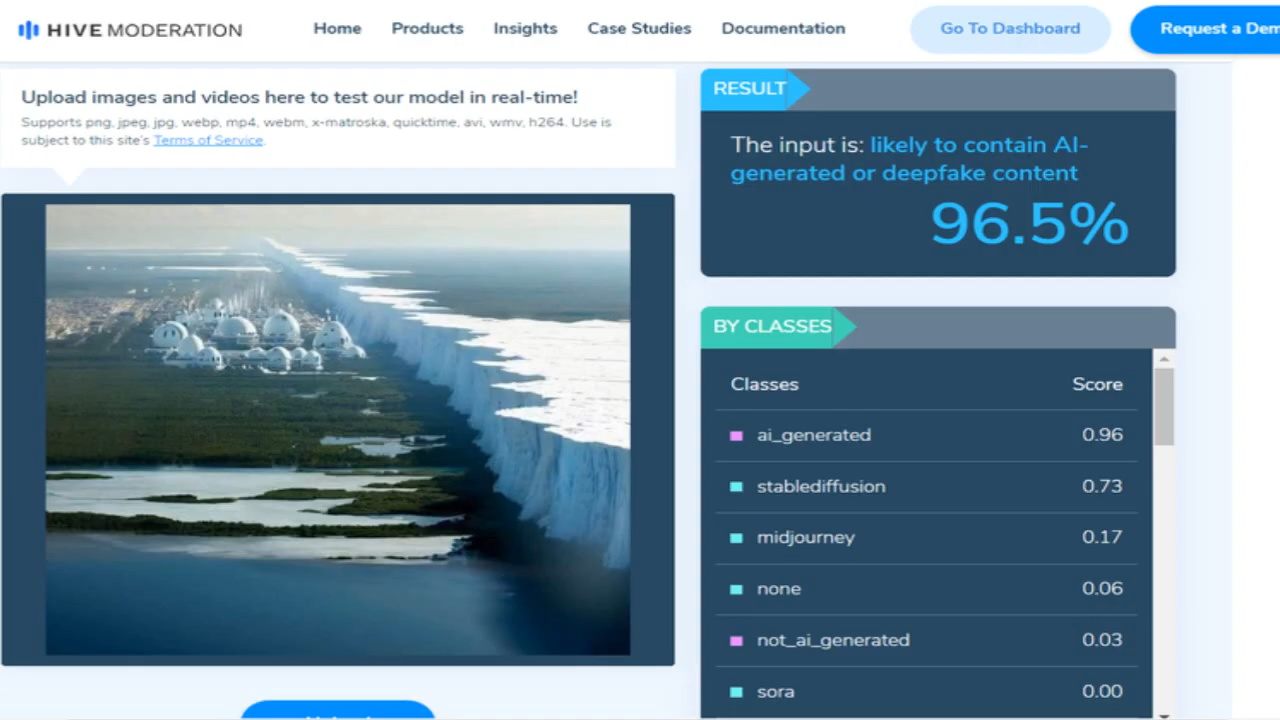 HIVE MODERATION
Home
Products
Insights
Case Studies
Documentation
Go To Dashboard
Request a Dem
Upload images and videos here to test our model in real-time!
Supports png, jpeg, jpg, webp, mp4, webm, x-matroska, quicktime, avi, wmv, h264. Use is
subject to this site's Terms of Service.
RESULT
The input is: likely to contain AI-
generated or deepfake content
96.5%
BY CLASSES
Classes Score
ai_generated 0.96
stablediffusion 0.73
midjourney 0.17
none 0.06
not_ai_generated 0.03
sora 0.00